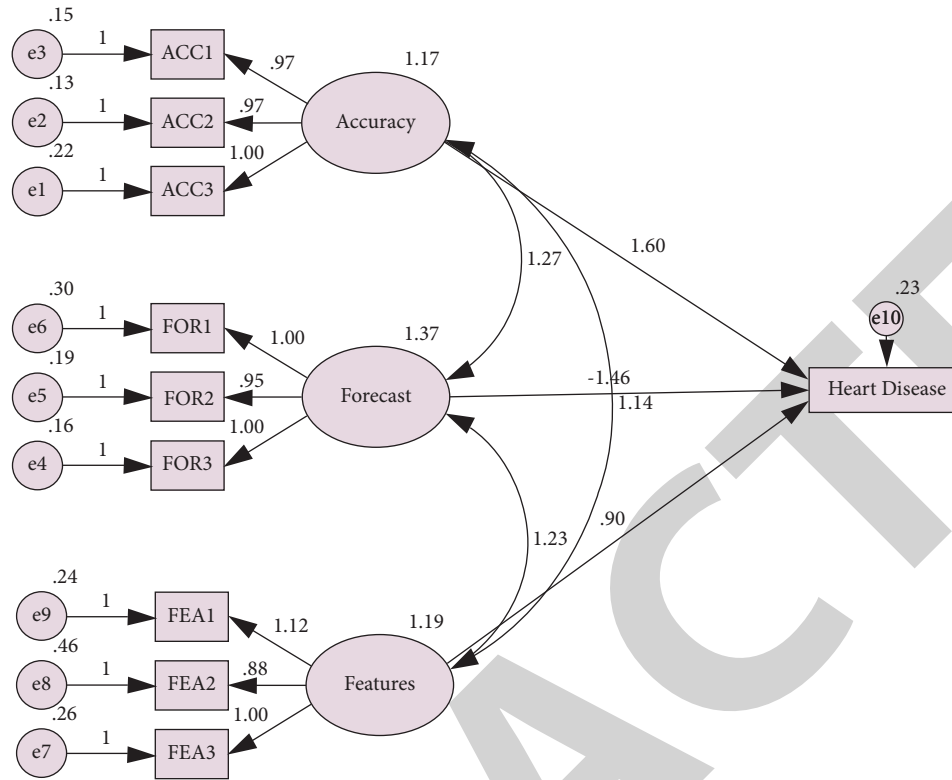 .15
e3 1 ACC1 .97 1.17
.13
e2 1 ACC2 .97 Accuracy
.22
e1 1 ACC3 1.00
1.60
1.27
.30
e6 1 FOR1 1.00 1.37
.23
e10
.19
e5 1 FOR2 .95 Forecast -1.46 Heart Disease
1.14
.16
e4 1 FOR3 1.00
.90
1.23
.24
e9 1 FEA1 1.12 1.19
.46
e8 1 FEA2 .88 Features
.26
e7 1 FEA3 1.00
ACTE